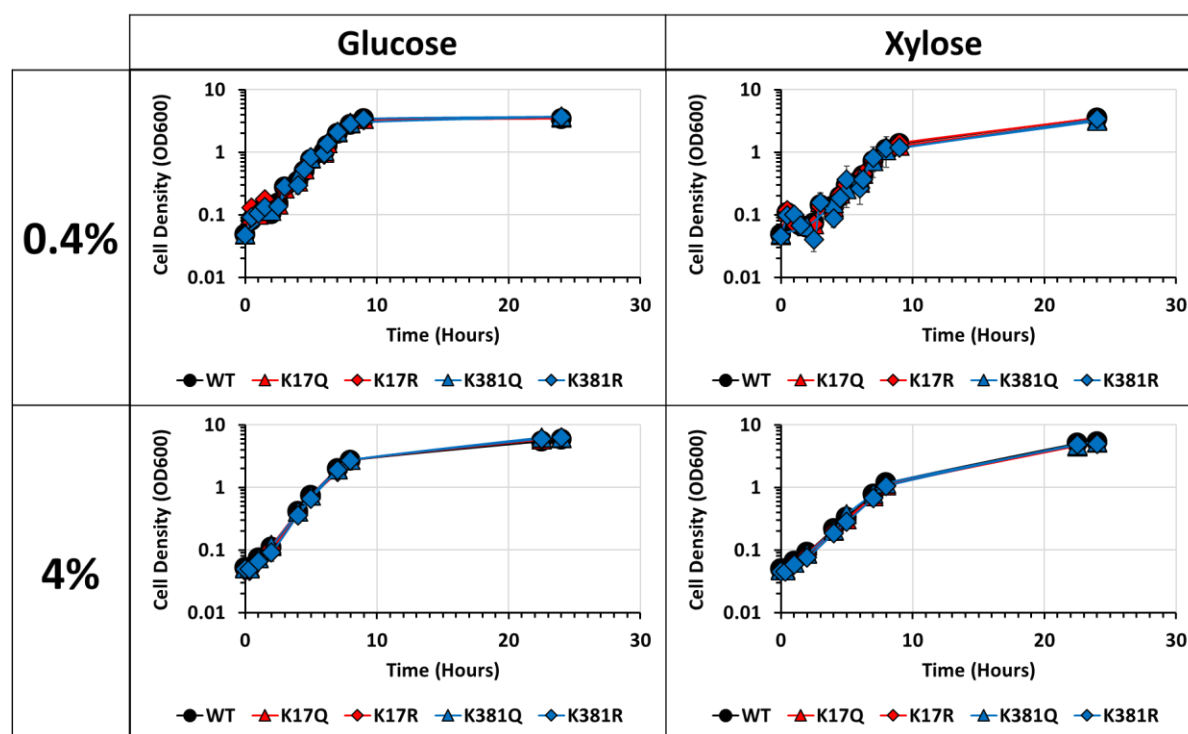 Glucose Xylose
0.4%
Cell Density (OD600)
10
1
0.1
0.01
0 10 20 30
Time (Hours)
WT K17Q K17R K381Q K381R
Cell Density (OD600)
10
1
0.1
0.01
0 10 20 30
Time (Hours)
WT K17Q K17R K381Q K381R
4%
Cell Density (OD600)
10
1
0.1
0.01
0 10 20 30
Time (Hours)
WT K17Q K17R K381Q K381R
Cell Density (OD600)
10
1
0.1
0.01
0 10 20 30
Time (Hours)
WT K17Q K17R K381Q K381R